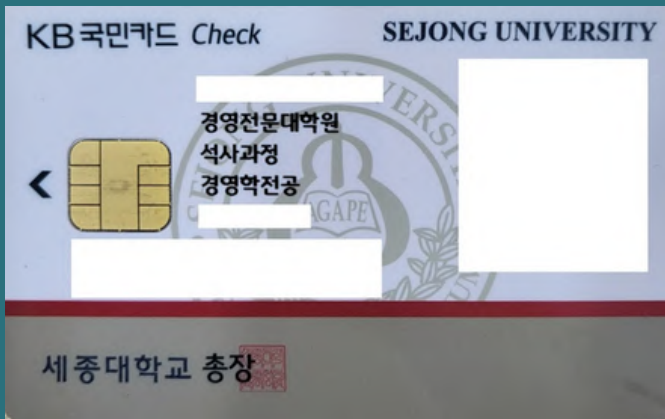 KB국민카드 Check
SEJONG UNIVERSITY
경영전문대학원
석사과정
경영학전공
AGAPE
세종대학교 총장